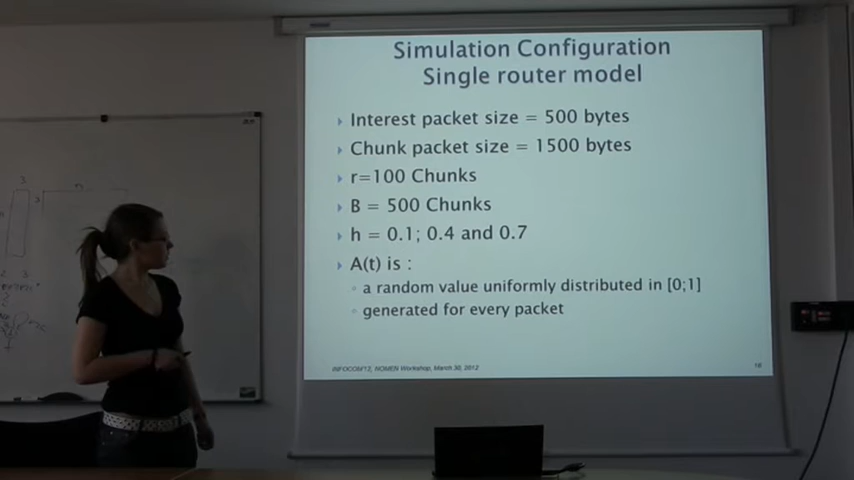 Simulation Configuration
Single router model
Interest packet size = 500 bytes
Chunk packet size = 1500 bytes
r=100 Chunks
B = 500 Chunks
h = 0.1; 0.4 and 0.7
A(t) is :
a random value uniformly distributed in [0;1]
generated for every packet
INFOCOM'12, NOMEN Workshop, March 30, 2012